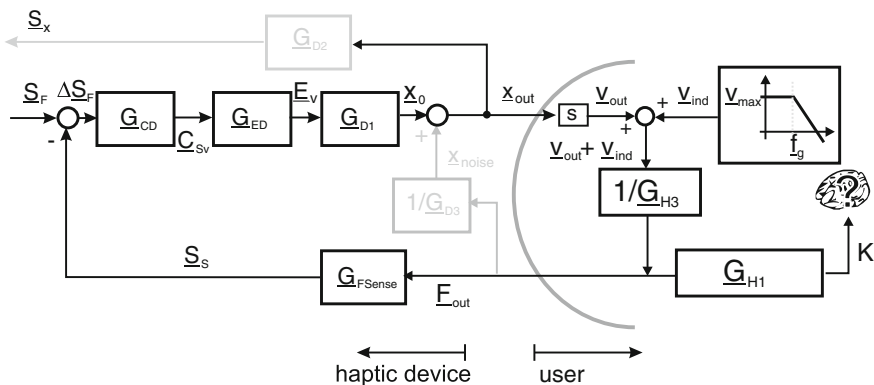 S_x
G_D2
S_F
ΔS_F
G_CD
C_Sv
G_ED
E_v
G_D1
x_0
+
x_out
s
v_out
+
+
v_ind
v_max
f_g
-
+
x_noise
v_out + v_ind
1/G_D3
1/G_H3
?
K
S_S
G_FSense
F_out
G_H1
haptic device
user